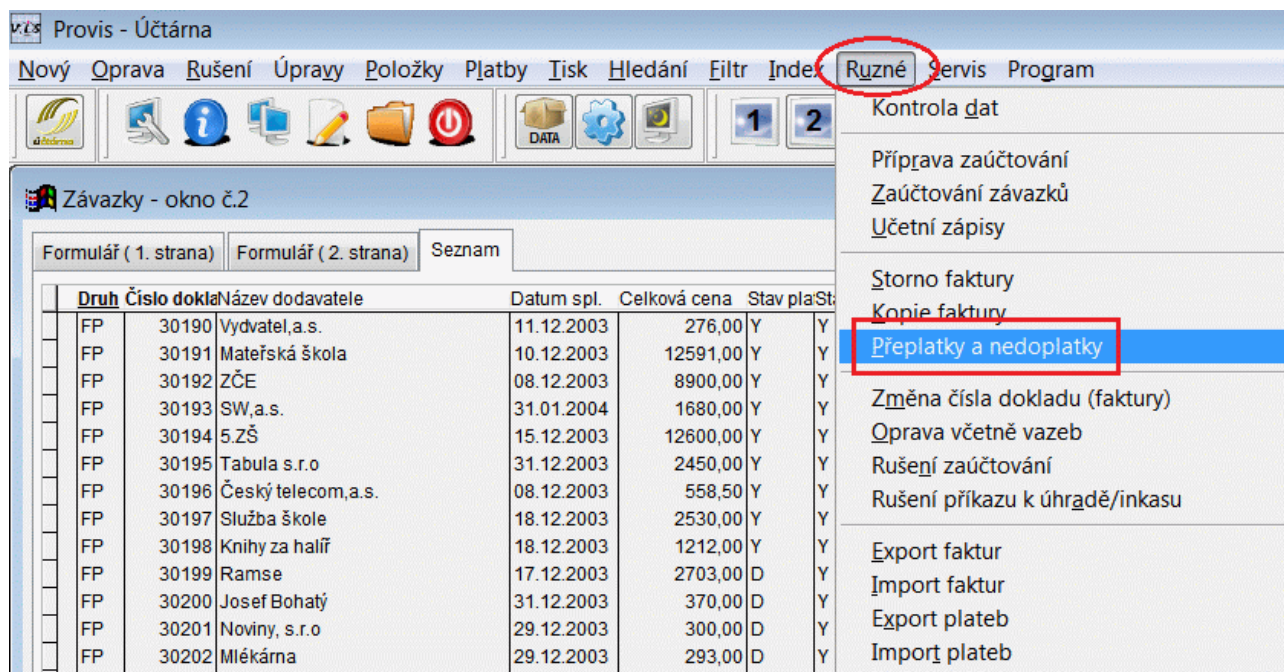 vis Provis - Účtárna
Nový Oprava Rušení Úpravy Položky Platby Tisk Hledání Filtr Index Ruzné Servis Program
účtárna DATA 1 2
Kontrola dat
Příprava zaúčtování
Zaúčtování závazků
Učetní zápisy
Storno faktury
Kopie faktury
Přeplatky a nedoplatky
Změna čísla dokladu (faktury)
Oprava včetně vazeb
Rušení zaúčtování
Rušení příkazu k úhradě/inkasu
Export faktur
Import faktur
Export plateb
Import plateb
Závazky - okno č.2
Formulář ( 1. strana) Formulář ( 2. strana) Seznam
Druh Číslo dokla Název dodavatele Datum spl. Celková cena Stav pla Sta
FP 30190 Vydvatel,a.s. 11.12.2003 276,00 Y Y
FP 30191 Mateřská škola 10.12.2003 12591,00 Y Y
FP 30192 ZČE 08.12.2003 8900,00 Y Y
FP 30193 SW,a.s. 31.01.2004 1680,00 Y Y
FP 30194 5.ZŠ 15.12.2003 12600,00 Y Y
FP 30195 Tabula s.r.o 31.12.2003 2450,00 Y Y
FP 30196 Český telecom,a.s. 08.12.2003 558,50 Y Y
FP 30197 Služba škole 18.12.2003 2530,00 Y Y
FP 30198 Knihy za halíř 18.12.2003 1212,00 Y Y
FP 30199 Ramse 17.12.2003 2703,00 D Y
FP 30200 Josef Bohatý 31.12.2003 370,00 D Y
FP 30201 Noviny, s.r.o 29.12.2003 300,00 D Y
FP 30202 Mlékárna 29.12.2003 293,00 D Y